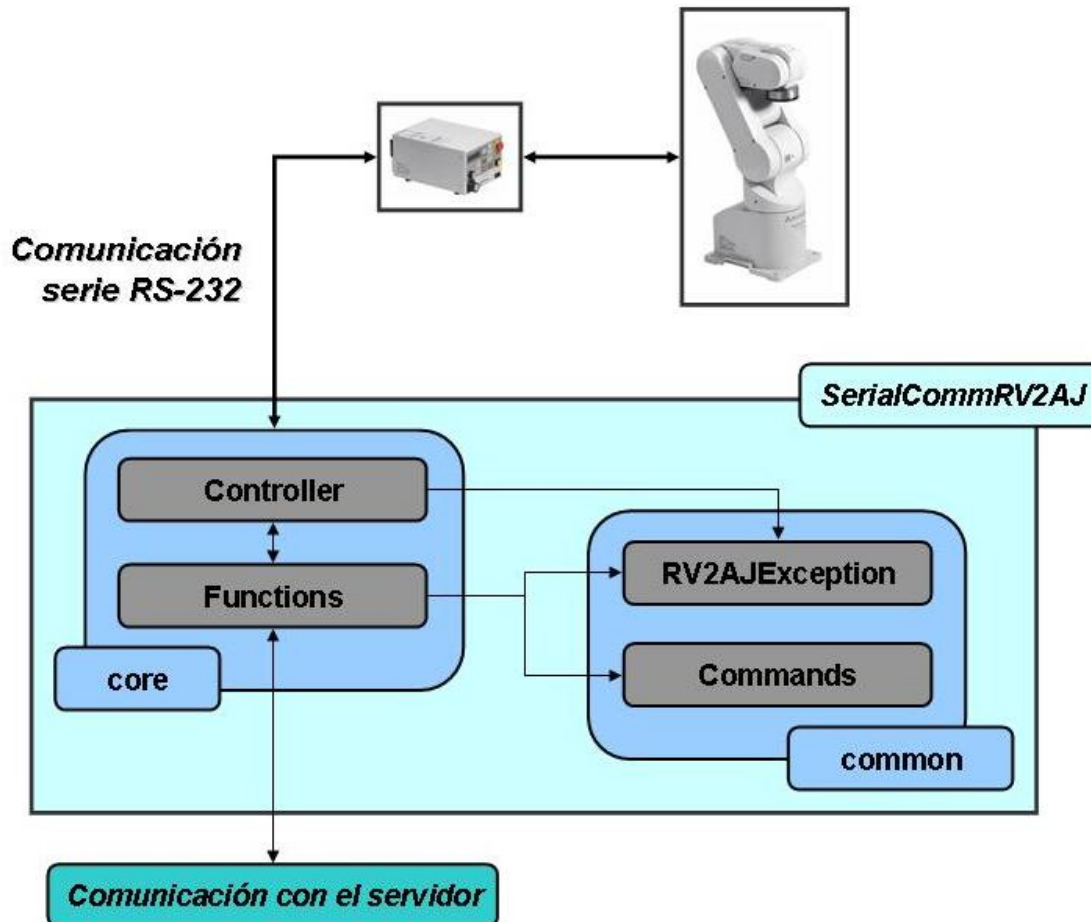 Comunicación
serie RS-232
SerialCommRV2AJ
Controller
Functions
core
RV2AJException
Commands
common
Comunicación con el servidor